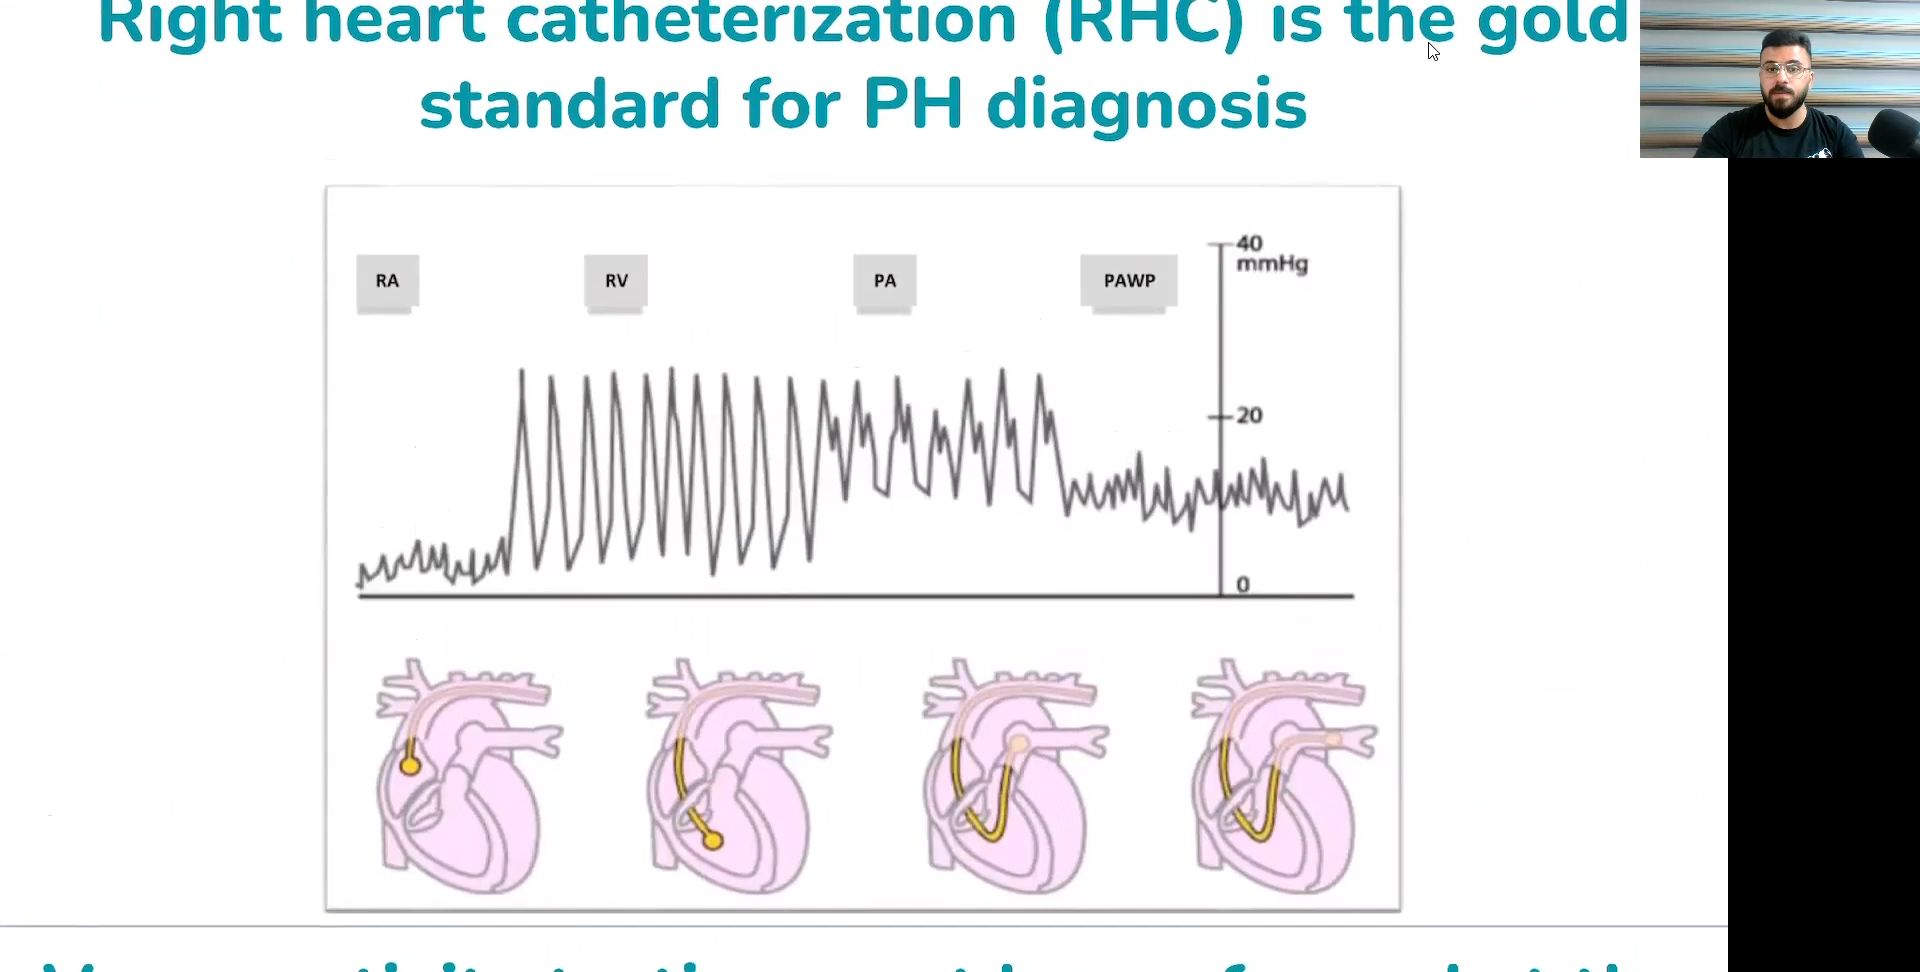 Right heart catheterization (RHC) is the gold
standard for PH diagnosis
RA
RV
PA
PAWP
40
mmHg
20
0